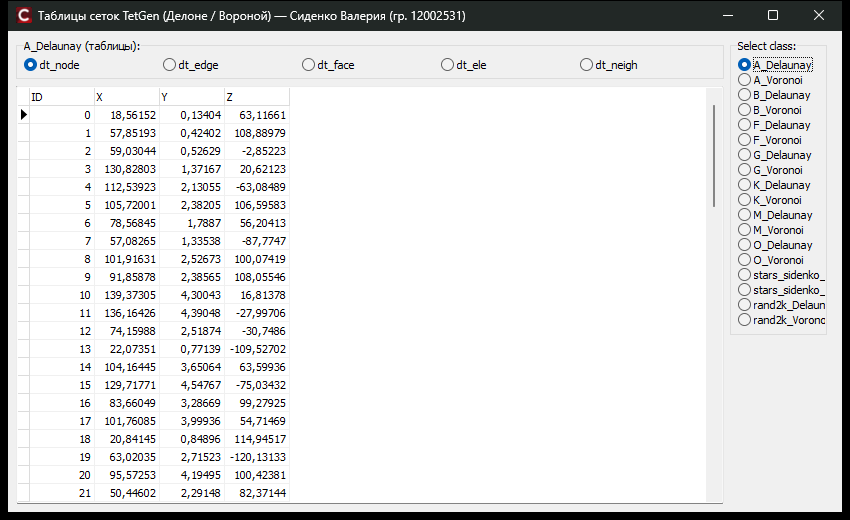 Таблицы сеток TetGen (Делоне / Вороной) — Сиденко Валерия (гр. 12002531)
A_Delaunay (таблицы):
dt_node dt_edge dt_face dt_ele dt_neigh
ID X Y Z
0 18,56152 0,13404 63,11661
1 57,85193 0,42402 108,88979
2 59,03044 0,52629 -2,85223
3 130,82803 1,37167 20,62123
4 112,53923 2,13055 -63,08489
5 105,72001 2,38205 106,59583
6 78,56845 1,7887 56,20413
7 57,08265 1,33538 -87,7747
8 101,91631 2,52673 100,07419
9 91,85878 2,38565 108,05546
10 139,37305 4,30043 16,81378
11 136,16426 4,39048 -27,99706
12 74,15988 2,51874 -30,7486
13 22,07351 0,77139 -109,52702
14 104,16445 3,65064 63,59936
15 129,71771 4,54767 -75,03432
16 83,66049 3,28669 99,27925
17 101,76085 3,99936 54,71469
18 20,84145 0,84896 114,94517
19 63,02035 2,71523 -120,13133
20 95,57253 4,19495 100,42381
21 50,44602 2,29148 82,37144
Select class:
A_Delaunay
A_Voronoi
B_Delaunay
B_Voronoi
F_Delaunay
F_Voronoi
G_Delaunay
G_Voronoi
K_Delaunay
K_Voronoi
M_Delaunay
M_Voronoi
O_Delaunay
O_Voronoi
stars_sidenko_
stars_sidenko_
rand2k_Delaun
rand2k_Vorono